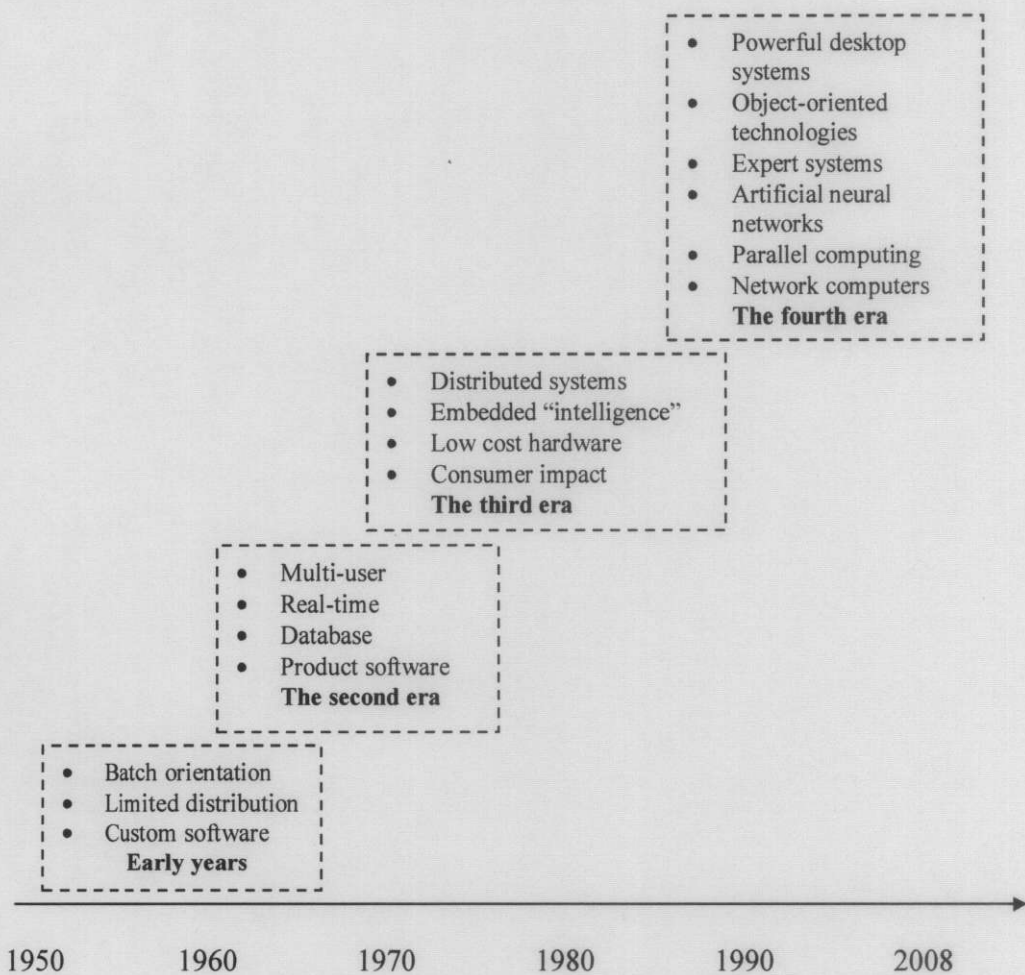 • Powerful desktop
systems
• Object-oriented
technologies
• Expert systems
• Artificial neural
networks
• Parallel computing
• Network computers
The fourth era
• Distributed systems
• Embedded “intelligence”
• Low cost hardware
• Consumer impact
The third era
• Multi-user
• Real-time
• Database
• Product software
The second era
• Batch orientation
• Limited distribution
• Custom software
Early years
1950 1960 1970 1980 1990 2008